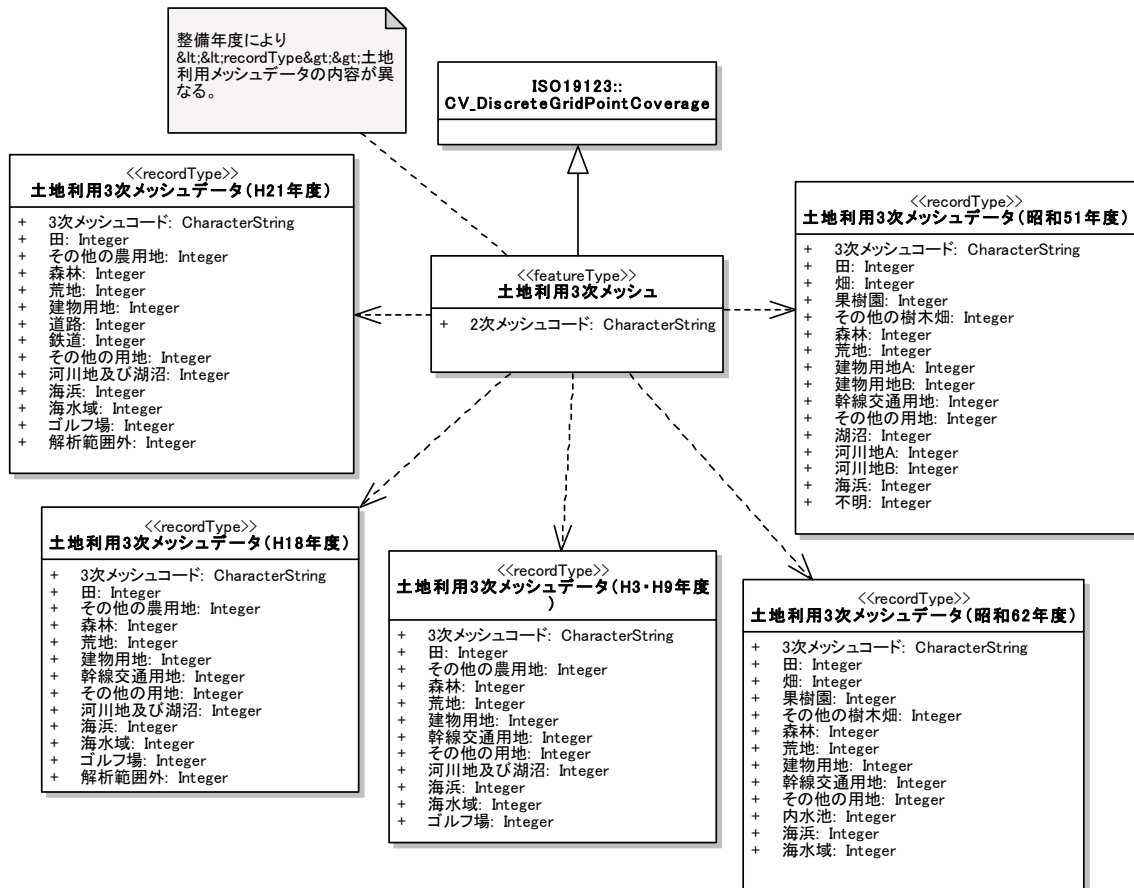 整備年度により
&lt;&lt;recordType&gt;&gt;土地
利用メッシュデータの内容が異
なる。
ISO19123::
CV_DiscreteGridPointCoverage
<<recordType>>
土地利用3次メッシュデータ(H21年度)
+ 3次メッシュコード: CharacterString
+ 田: Integer
+ その他の農用地: Integer
+ 森林: Integer
+ 荒地: Integer
+ 建物用地: Integer
+ 道路: Integer
+ 鉄道: Integer
+ その他の用地: Integer
+ 河川地及び湖沼: Integer
+ 海浜: Integer
+ 海水域: Integer
+ ゴルフ場: Integer
+ 解析範囲外: Integer
<<featureType>>
土地利用3次メッシュ
+ 2次メッシュコード: CharacterString
<<recordType>>
土地利用3次メッシュデータ(昭和51年度)
+ 3次メッシュコード: CharacterString
+ 田: Integer
+ 畑: Integer
+ 果樹園: Integer
+ その他の樹木畑: Integer
+ 森林: Integer
+ 荒地: Integer
+ 建物用地A: Integer
+ 建物用地B: Integer
+ 幹線交通用地: Integer
+ その他の用地: Integer
+ 湖沼: Integer
+ 河川地A: Integer
+ 河川地B: Integer
+ 海浜: Integer
+ 不明: Integer
<<recordType>>
土地利用3次メッシュデータ(H18年度)
+ 3次メッシュコード: CharacterString
+ 田: Integer
+ その他の農用地: Integer
+ 森林: Integer
+ 荒地: Integer
+ 建物用地: Integer
+ 幹線交通用地: Integer
+ その他の用地: Integer
+ 河川地及び湖沼: Integer
+ 海浜: Integer
+ 海水域: Integer
+ ゴルフ場: Integer
+ 解析範囲外: Integer
<<recordType>>
土地利用3次メッシュデータ(H3・H9年度
)
+ 3次メッシュコード: CharacterString
+ 田: Integer
+ その他の農用地: Integer
+ 森林: Integer
+ 荒地: Integer
+ 建物用地: Integer
+ 幹線交通用地: Integer
+ その他の用地: Integer
+ 河川地及び湖沼: Integer
+ 海浜: Integer
+ 海水域: Integer
+ ゴルフ場: Integer
<<recordType>>
土地利用3次メッシュデータ(昭和62年度)
+ 3次メッシュコード: CharacterString
+ 田: Integer
+ 畑: Integer
+ 果樹園: Integer
+ その他の樹木畑: Integer
+ 森林: Integer
+ 荒地: Integer
+ 建物用地: Integer
+ 幹線交通用地: Integer
+ その他の用地: Integer
+ 内水池: Integer
+ 海浜: Integer
+ 海水域: Integer